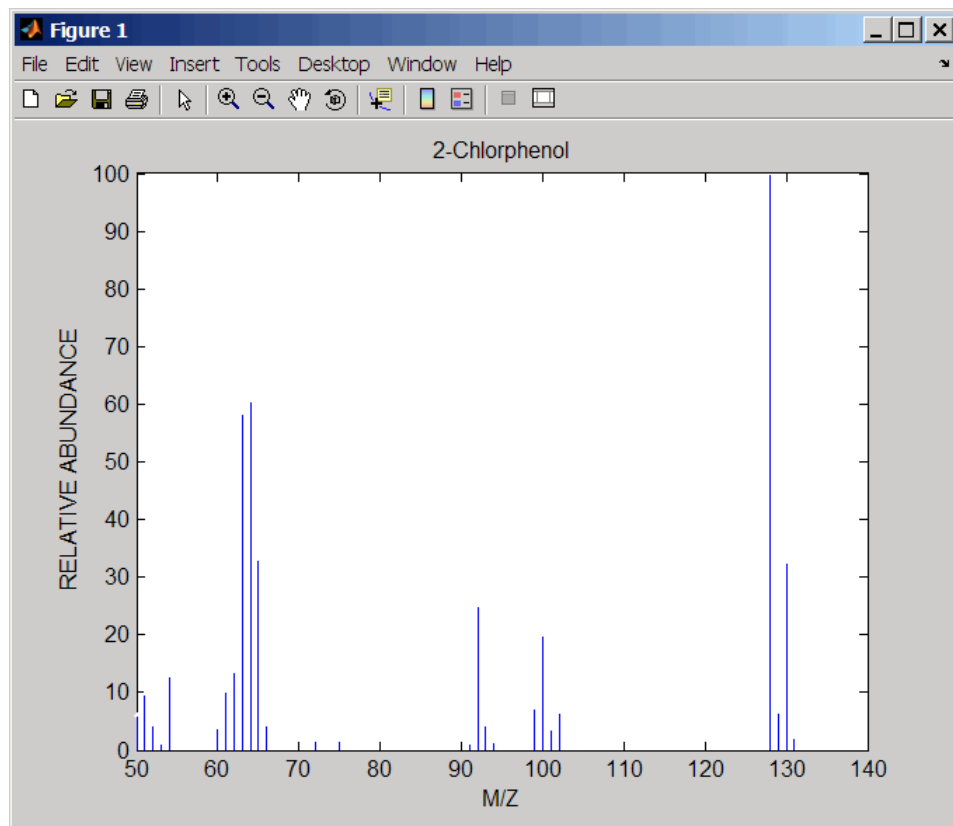 Figure 1
File Edit View Insert Tools Desktop Window Help
2-Chlorphenol
100
90
80
70
60
50
40
30
20
10
0
RELATIVE ABUNDANCE
50 60 70 80 90 100 110 120 130 140
M/Z